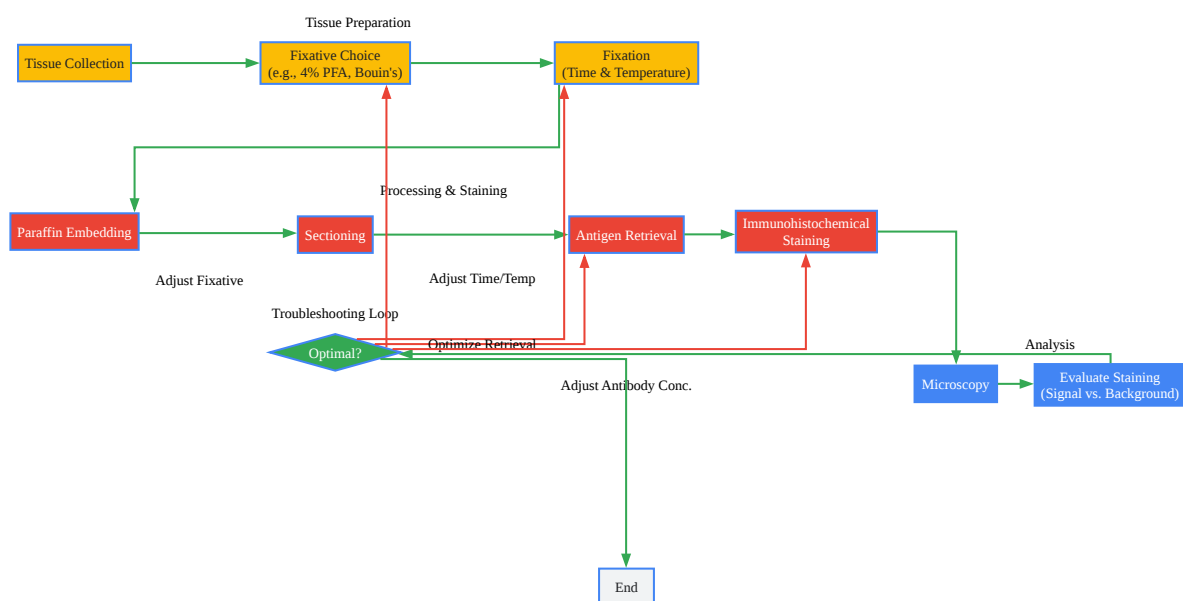 Tissue Preparation
Tissue Collection
Fixative Choice
(e.g., 4% PFA, Bouin's)
Fixation
(Time & Temperature)
Processing & Staining
Paraffin Embedding
Sectioning
Antigen Retrieval
Immunohistochemical
Staining
Adjust Fixative
Adjust Time/Temp
Troubleshooting Loop
Optimal?
Optimize Retrieval
Analysis
Adjust Antibody Conc.
Microscopy
Evaluate Staining
(Signal vs. Background)
End